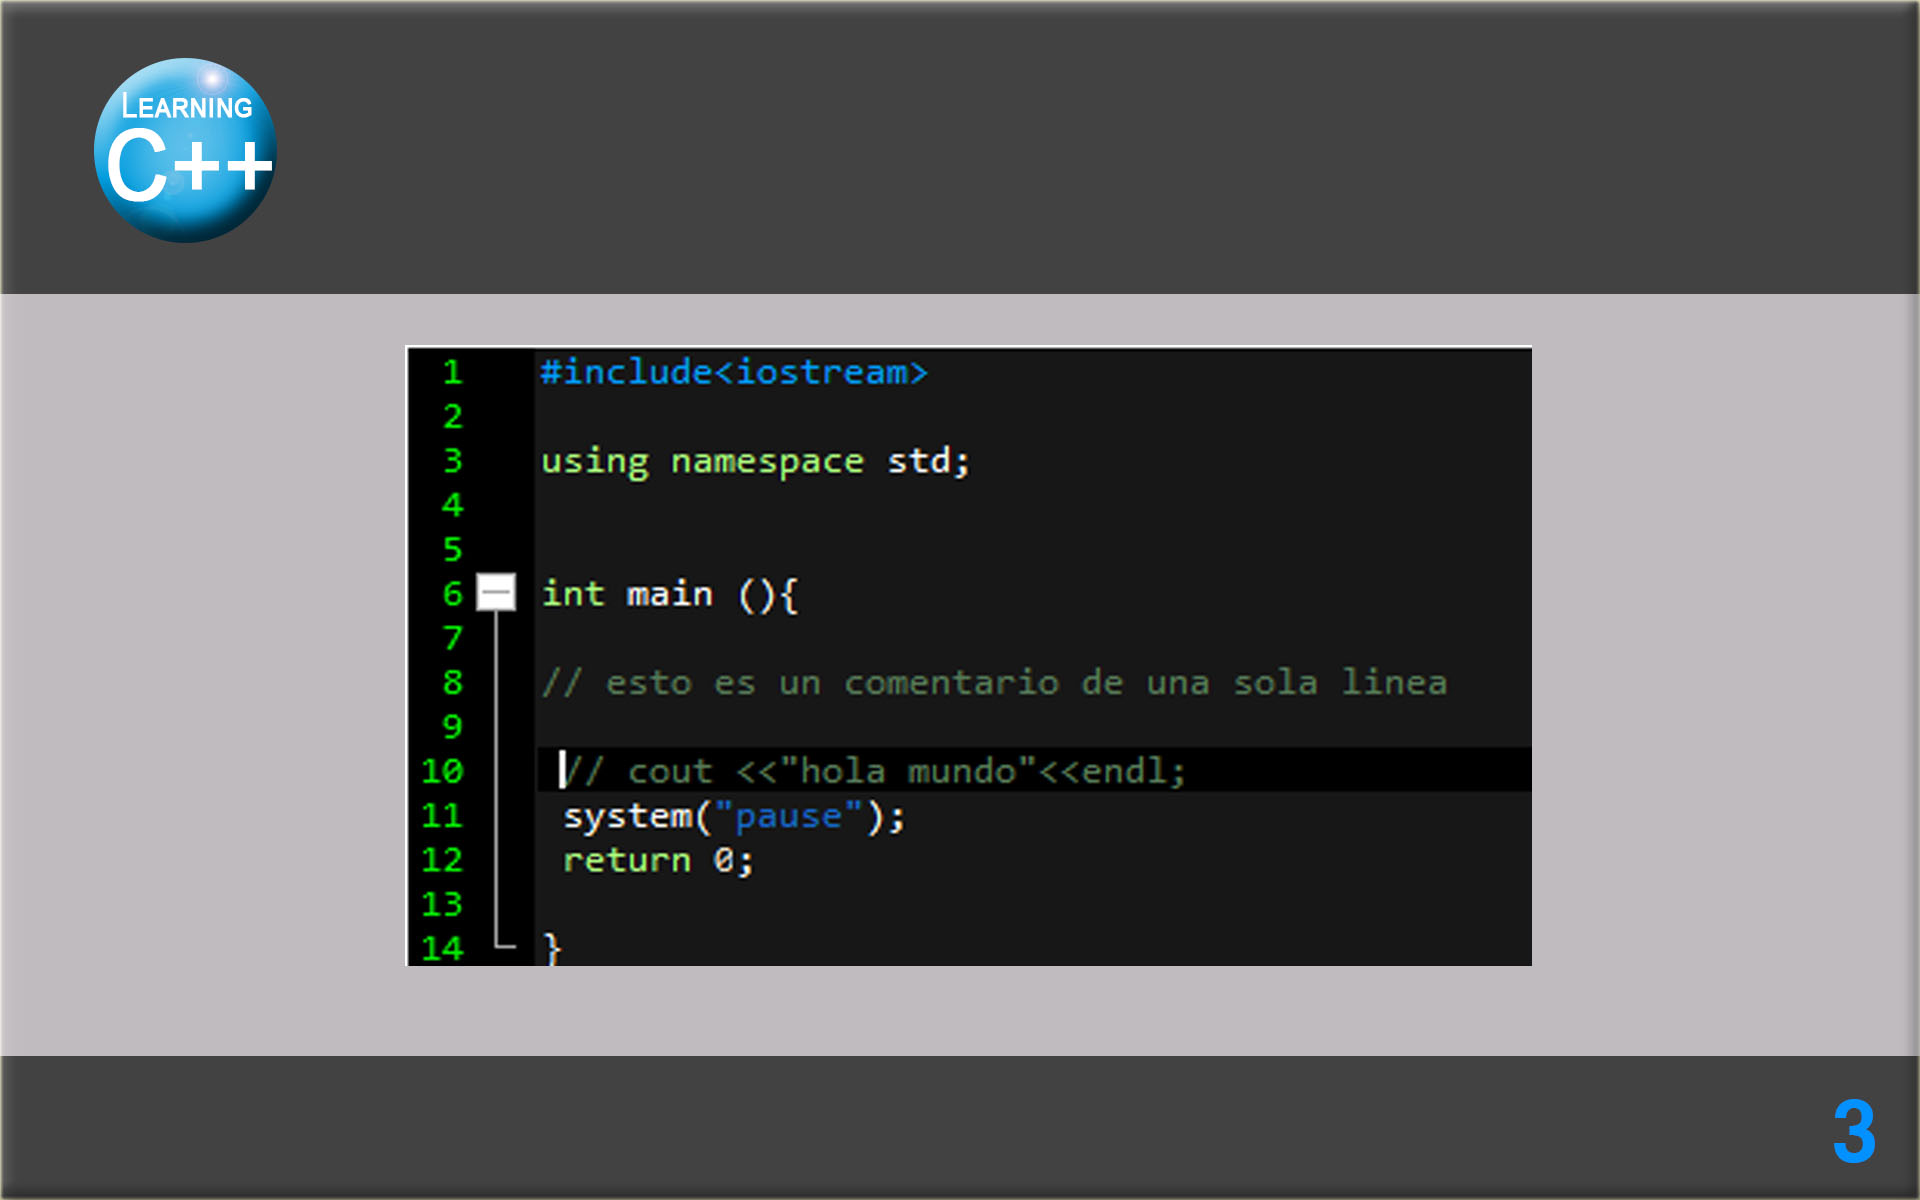 LEARNING
C++
1 #include<iostream>
2
3 using namespace std;
4
5
6 int main (){
7
8 // esto es un comentario de una sola linea
9
10 // cout <<"hola mundo"<<endl;
11 system("pause");
12 return 0;
13
14 }
3